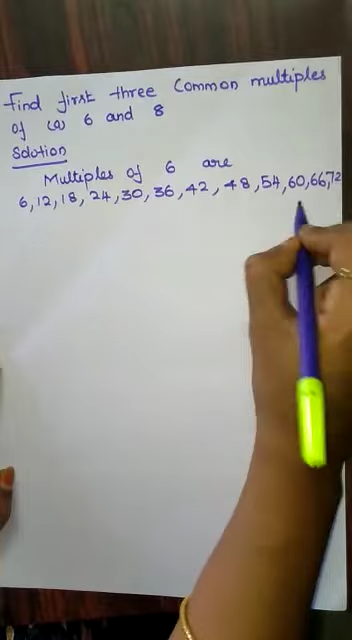 Find first three Common multiples
of (a) 6 and 8
Solution
Multiples of 6 are
6, 12, 18, 24, 30, 36, 42, 48, 54, 60, 66, 72